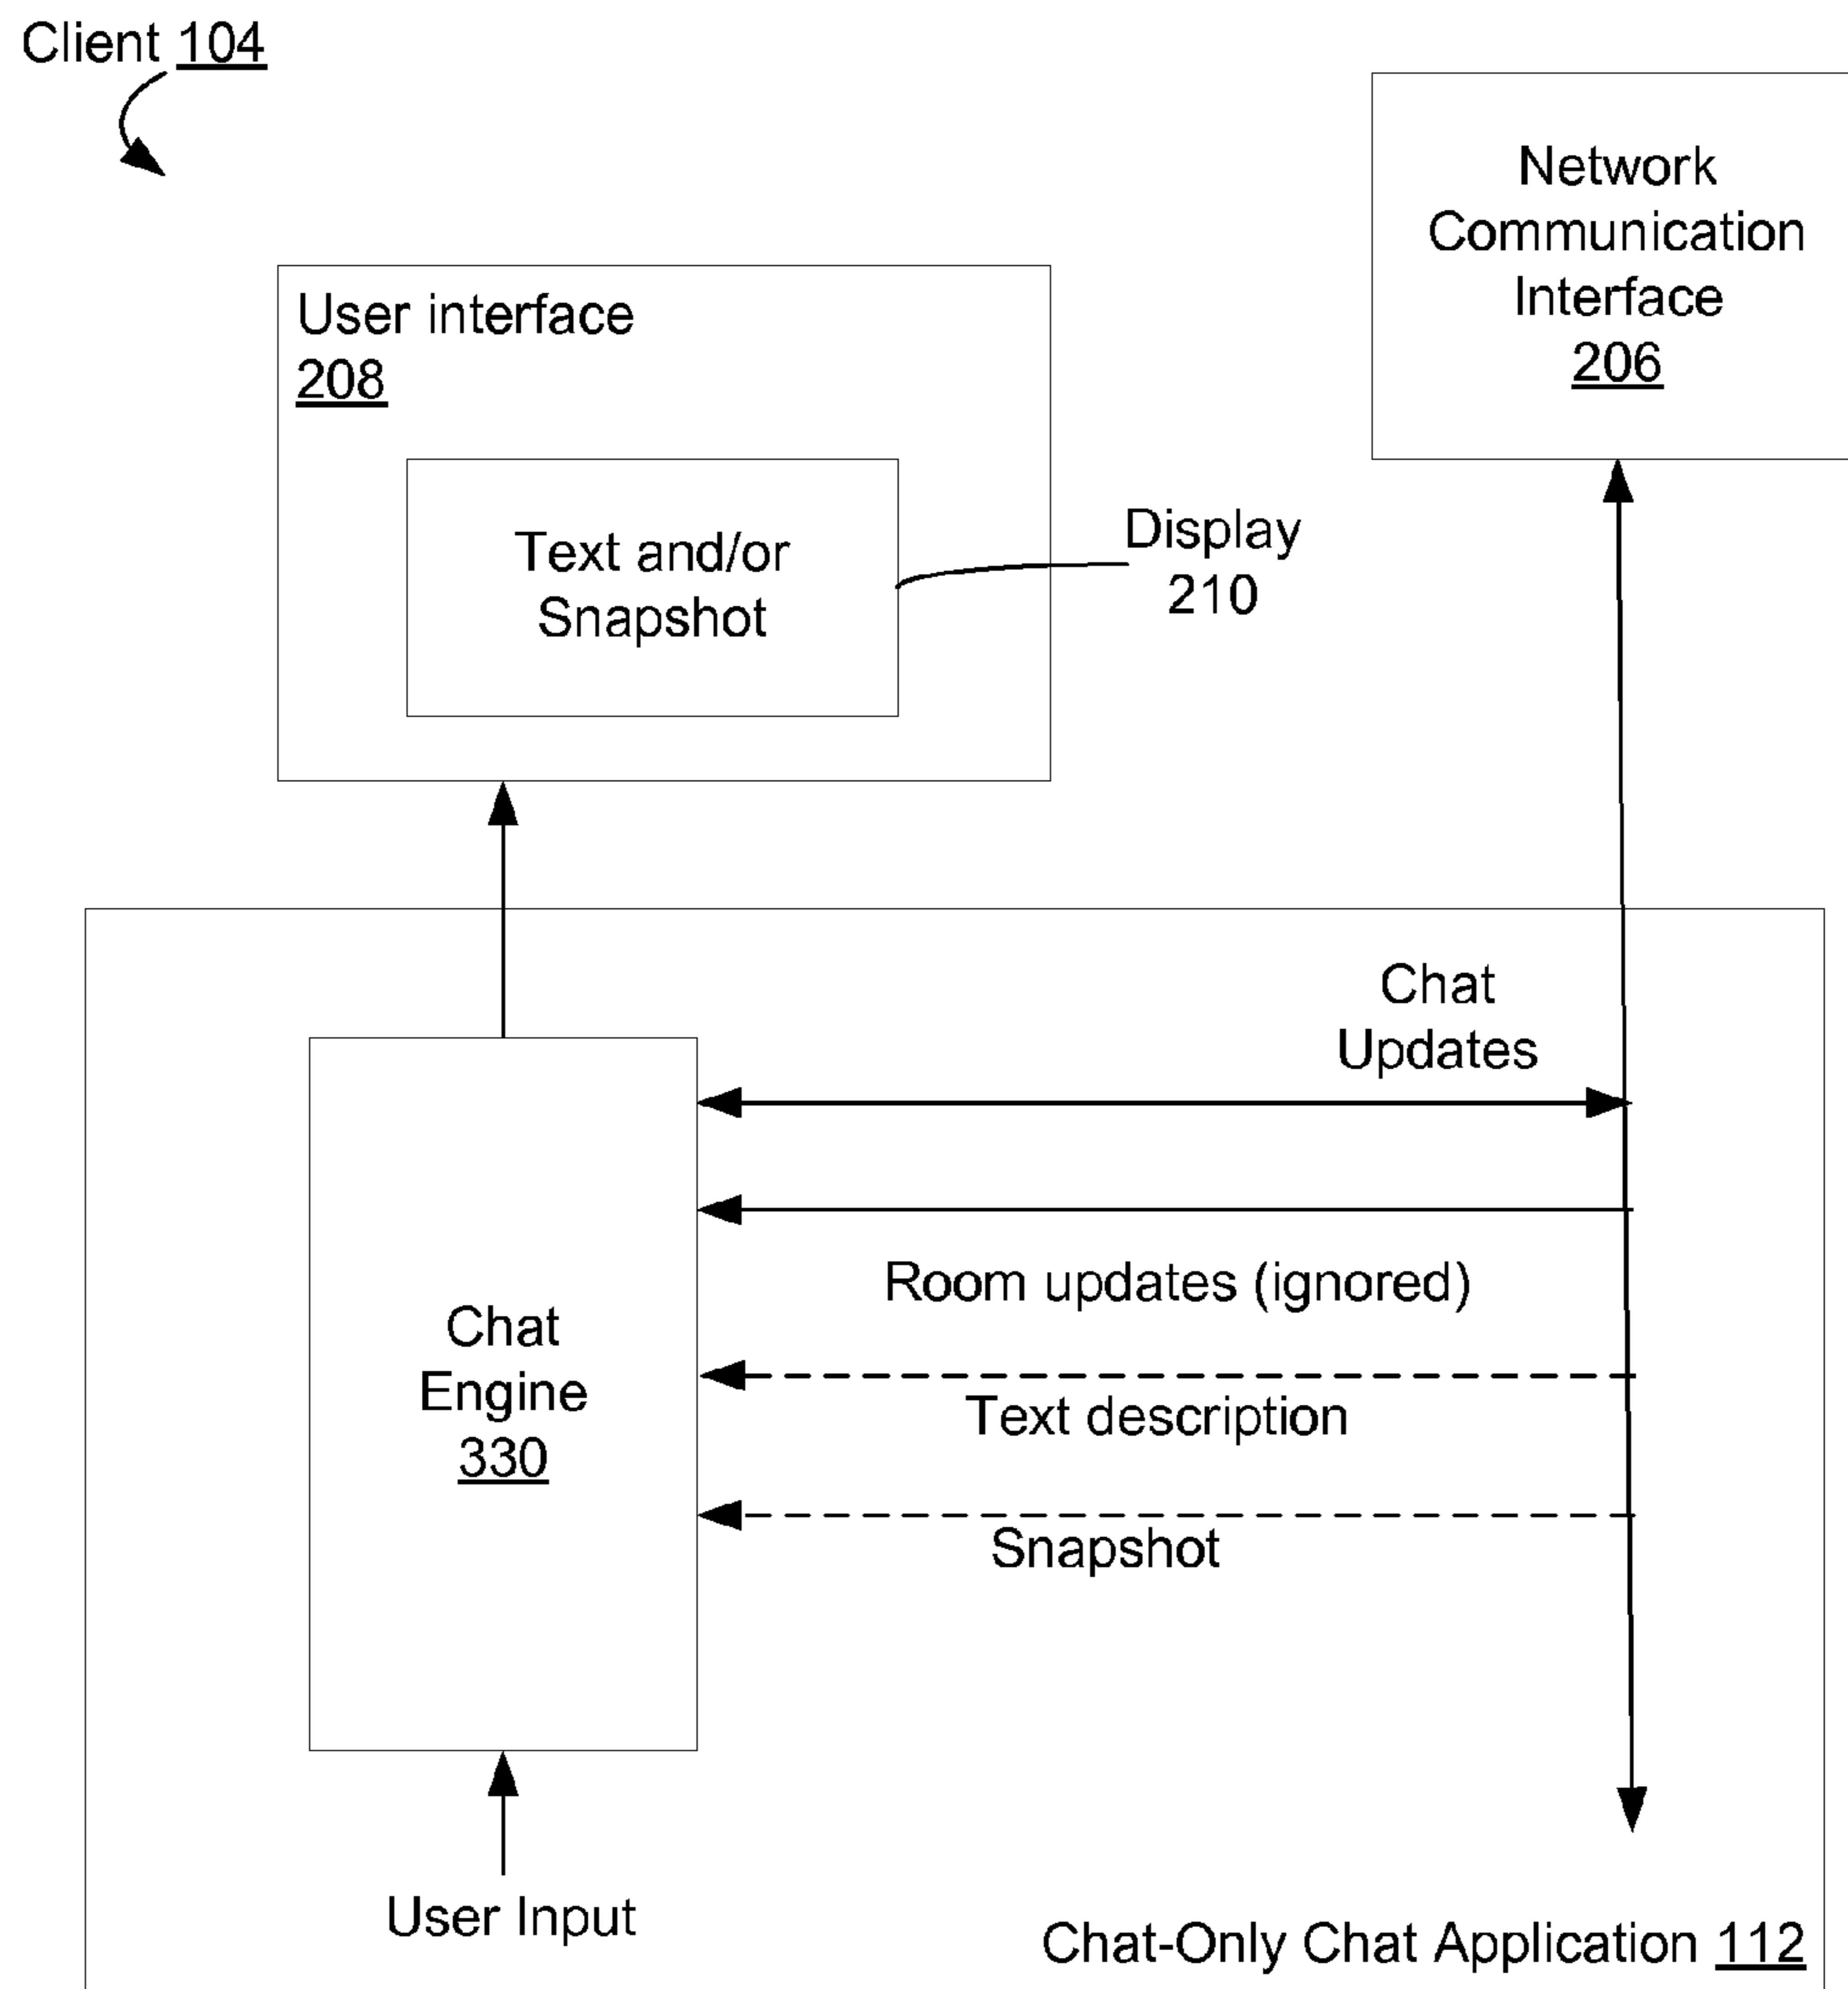 Client 104
Network
Communication
Interface
206
User interface
208
Text and/or
Snapshot
Display
210
Chat
Updates
Room updates (ignored)
Chat
Engine
330
Text description
Snapshot
User Input
Chat-Only Chat Application 112